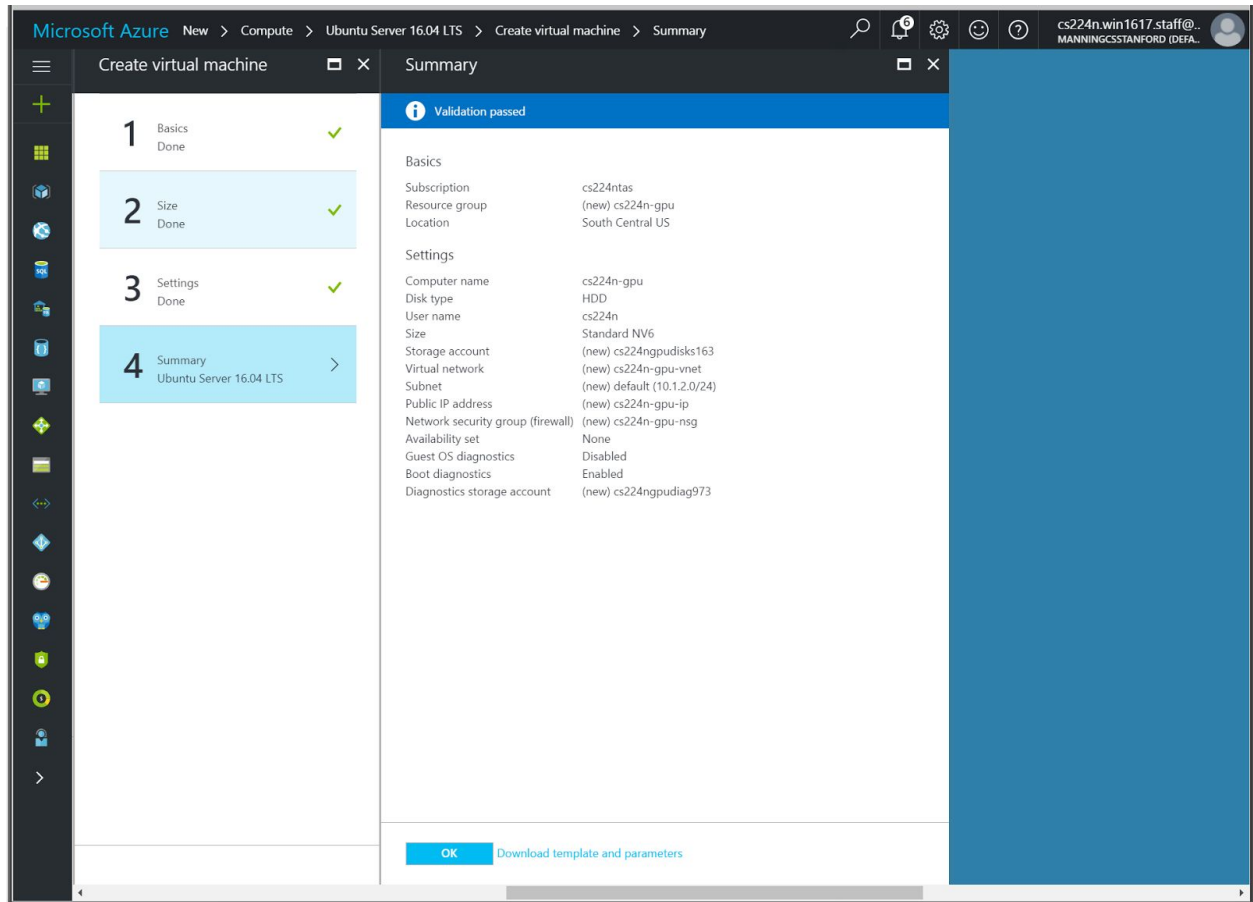 Microsoft Azure New > Compute > Ubuntu Server 16.04 LTS > Create virtual machine > Summary
6
cs224n.win1617.staff@..
MANNINGCSSTANFORD (DEFA..
Create virtual machine
1 Basics
Done
2 Size
Done
3 Settings
Done
4 Summary
Ubuntu Server 16.04 LTS
SQL
Summary
Validation passed
Basics
Subscription cs224ntas
Resource group (new) cs224n-gpu
Location South Central US
Settings
Computer name cs224n-gpu
Disk type HDD
User name cs224n
Size Standard NV6
Storage account (new) cs224ngpudisks163
Virtual network (new) cs224n-gpu-vnet
Subnet (new) default (10.1.2.0/24)
Public IP address (new) cs224n-gpu-ip
Network security group (firewall) (new) cs224n-gpu-nsg
Availability set None
Guest OS diagnostics Disabled
Boot diagnostics Enabled
Diagnostics storage account (new) cs224ngpudiag973
OK Download template and parameters